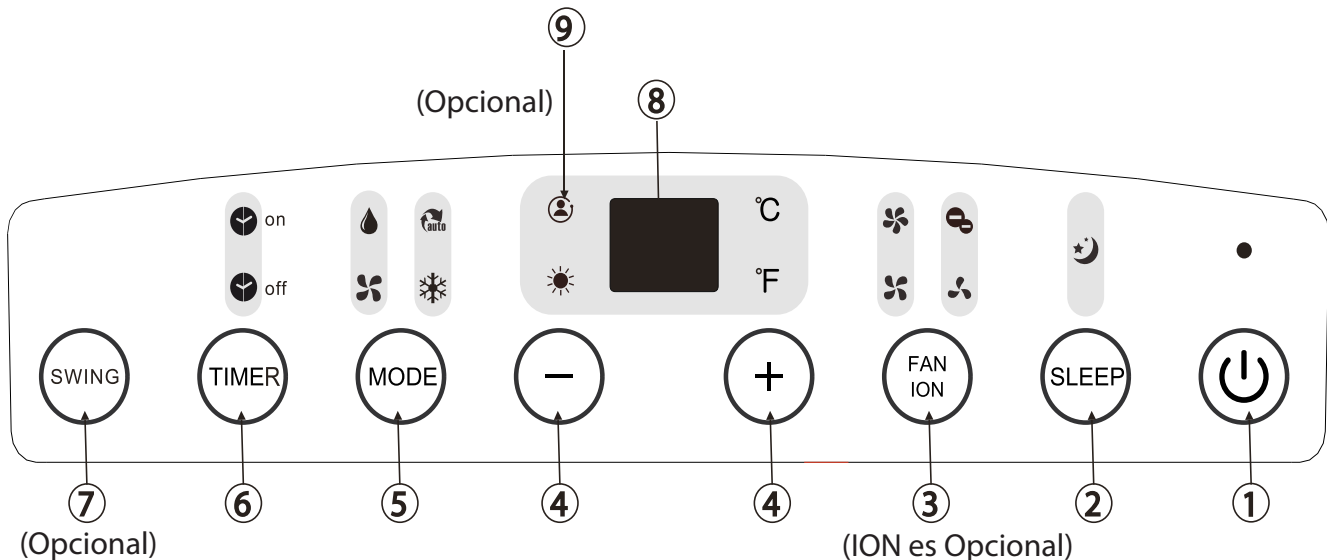 ⑨
(Opcional) ⑧
on auto °C
off °F
SWING TIMER MODE − + FAN ION SLEEP
⑦ ⑥ ⑤ ④ ④ ③ ② ①
(Opcional) (ION es Opcional)